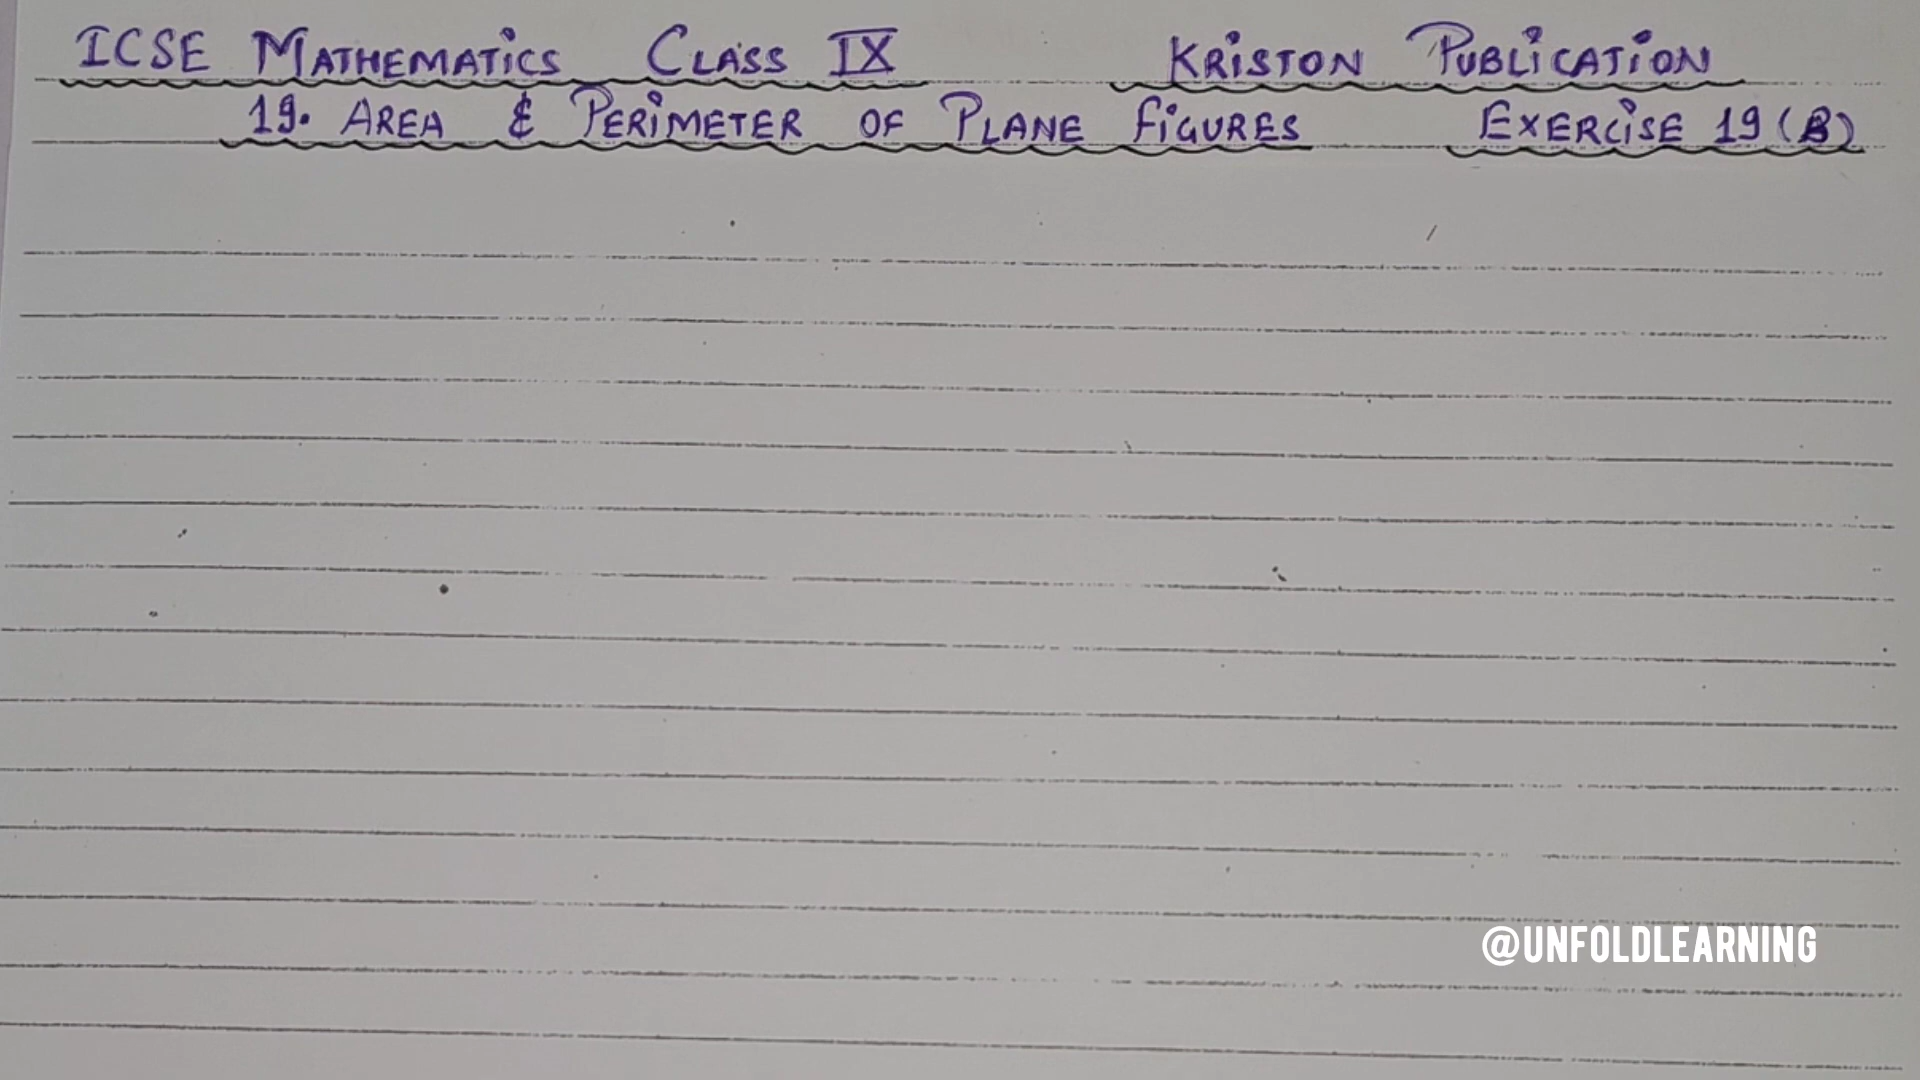 ICSE MATHEMATICS CLASS IX KRISTON PUBLICATION
19. AREA & PERIMETER OF PLANE FIGURES EXERCISE 19 (B)
@UNFOLDLEARNING